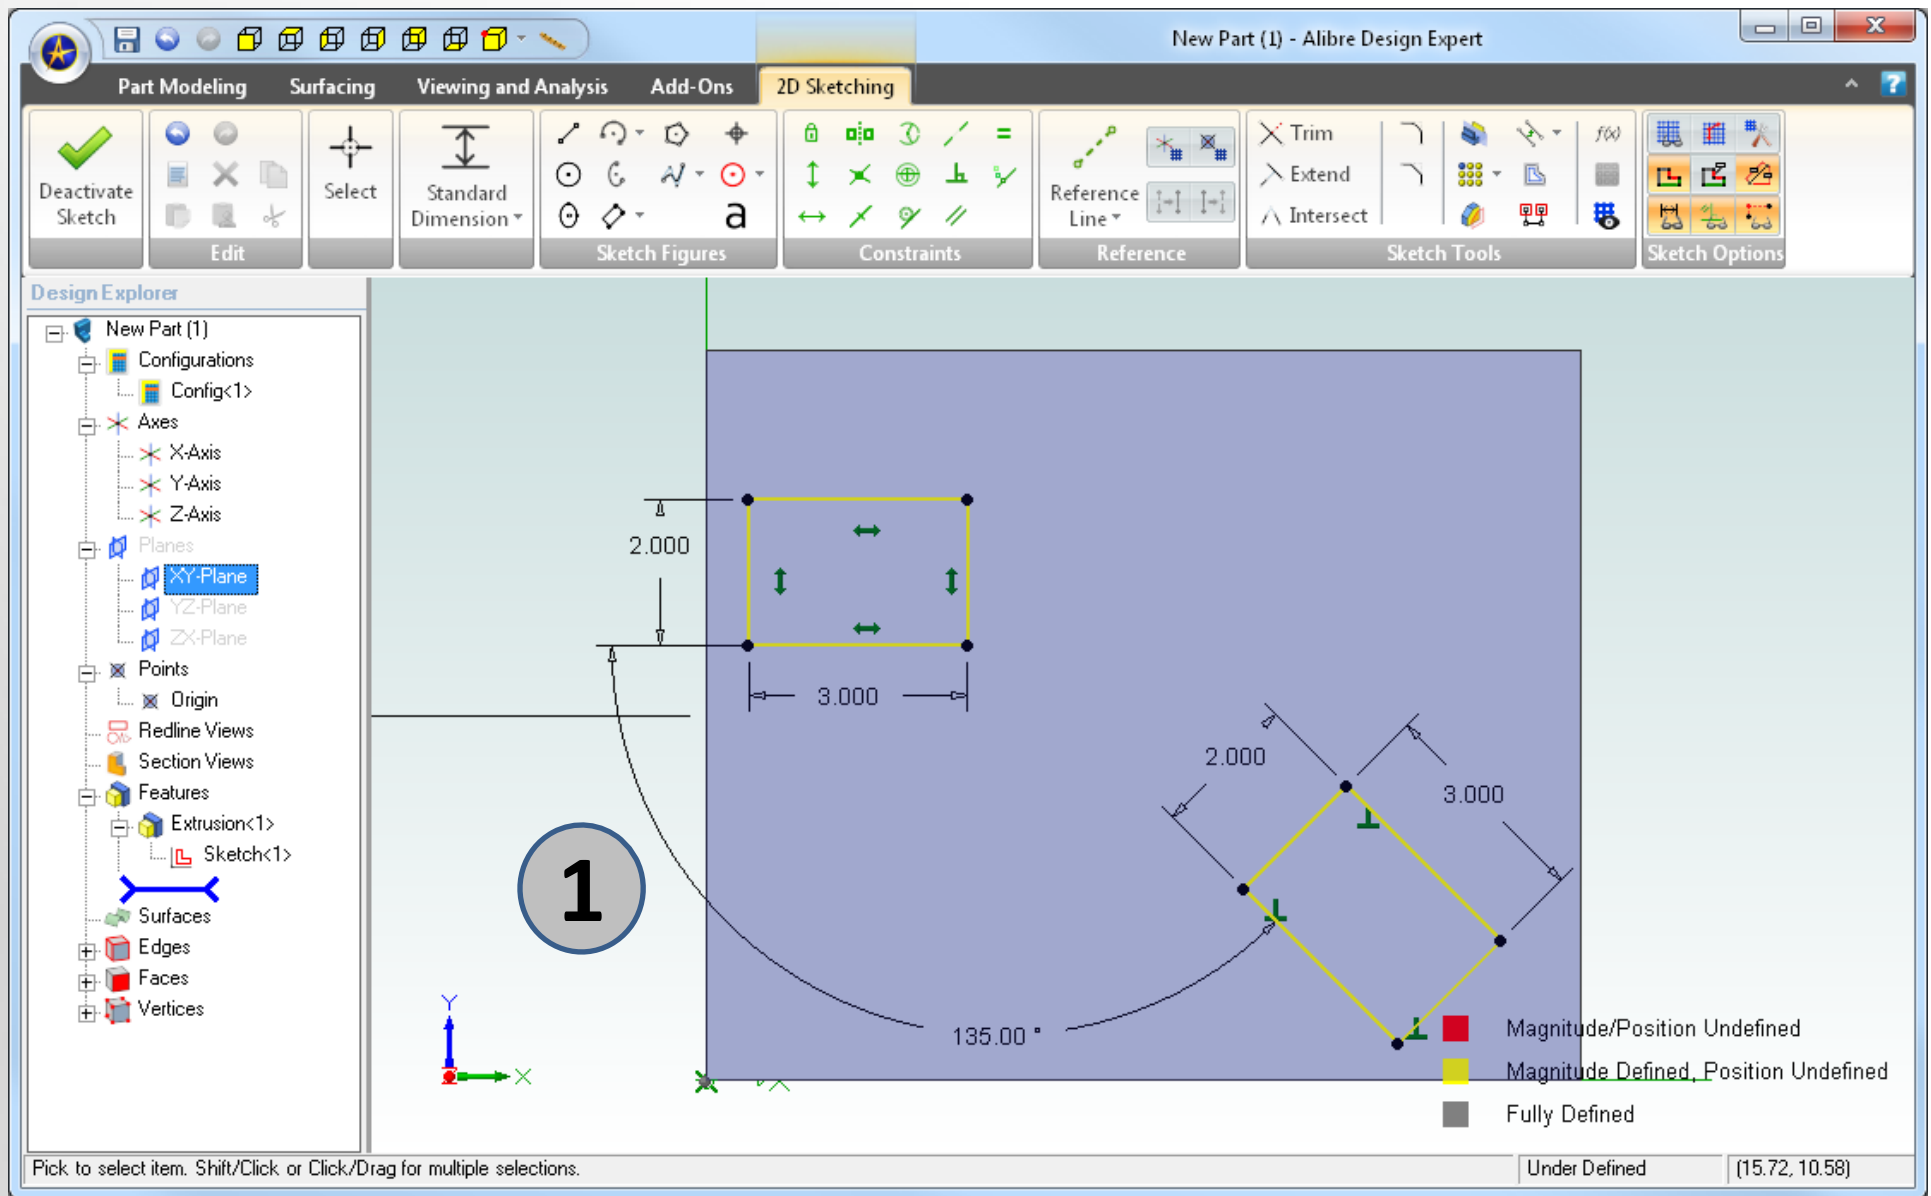 New Part (1) - Alibre Design Expert
Part Modeling
Surfacing
Viewing and Analysis
Add-Ons
2D Sketching
Deactivate
Sketch
Edit
Select
Standard
Dimension
a
Sketch Figures
Constraints
Reference
Line
Reference
Trim
Extend
Intersect
f(x)
Sketch Tools
Sketch Options
Design Explorer
New Part (1)
Configurations
Config<1>
Axes
X-Axis
Y-Axis
Z-Axis
Planes
XY-Plane
YZ-Plane
ZX-Plane
Points
Origin
Redline Views
Section Views
Features
Extrusion<1>
Sketch<1>
Surfaces
Edges
Faces
Vertices
2.000
3.000
2.000
3.000
1
135.00 °
Y
X
X
Magnitude/Position Undefined
Magnitude Defined, Position Undefined
Fully Defined
Pick to select item. Shift/Click or Click/Drag for multiple selections.
Under Defined
(15.72, 10.58)